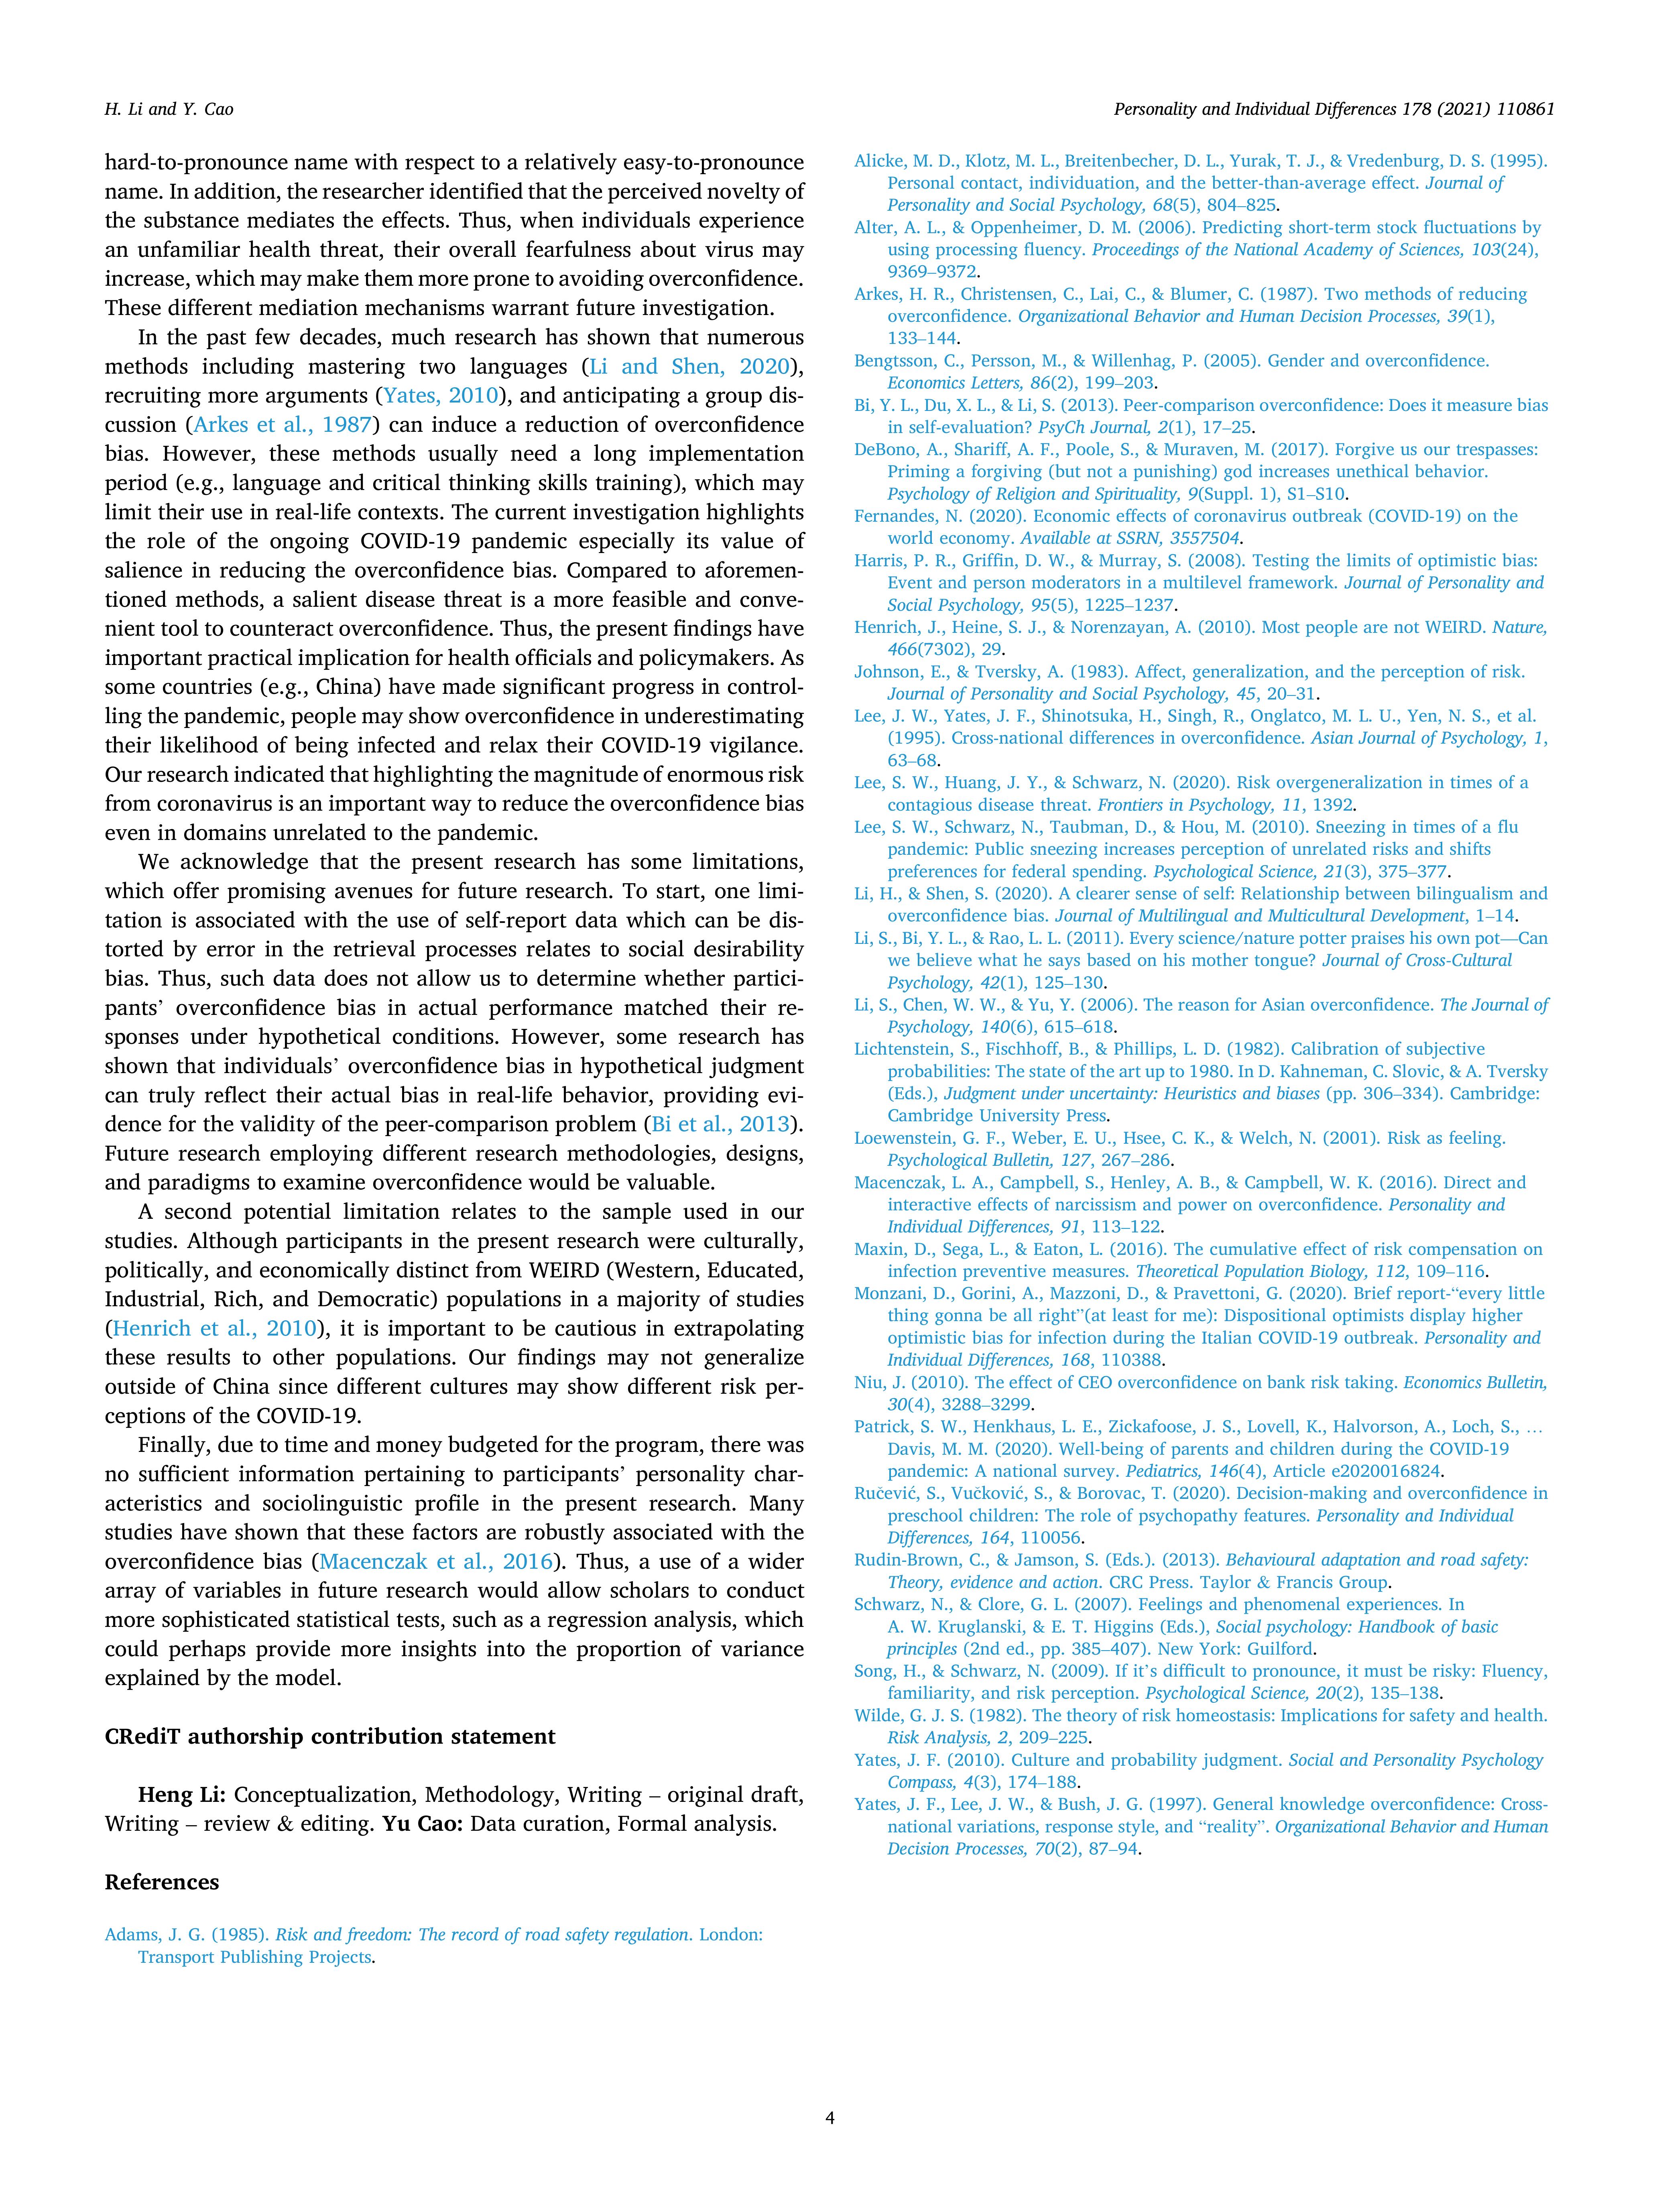 H. Li and Y. Cao
Personality and Individual Differences 178 (2021) 110861
hard-to-pronounce name with respect to a relatively easy-to-pronounce
name. In addition, the researcher identified that the perceived novelty of
the substance mediates the effects. Thus, when individuals experience
an unfamiliar health threat, their overall fearfulness about virus may
increase, which may make them more prone to avoiding overconfidence.
These different mediation mechanisms warrant future investigation.
In the past few decades, much research has shown that numerous
methods including mastering two languages (Li and Shen, 2020),
recruiting more arguments (Yates, 2010), and anticipating a group dis-
cussion (Arkes et al., 1987) can induce a reduction of overconfidence
bias. However, these methods usually need a long implementation
period (e.g., language and critical thinking skills training), which may
limit their use in real-life contexts. The current investigation highlights
the role of the ongoing COVID-19 pandemic especially its value of
salience in reducing the overconfidence bias. Compared to aforemen-
tioned methods, a salient disease threat is a more feasible and conve-
nient tool to counteract overconfidence. Thus, the present findings have
important practical implication for health officials and policymakers. As
some countries (e.g., China) have made significant progress in control-
ling the pandemic, people may show overconfidence in underestimating
their likelihood of being infected and relax their COVID-19 vigilance.
Our research indicated that highlighting the magnitude of enormous risk
from coronavirus is an important way to reduce the overconfidence bias
even in domains unrelated to the pandemic.
We acknowledge that the present research has some limitations,
which offer promising avenues for future research. To start, one limi-
tation is associated with the use of self-report data which can be dis-
torted by error in the retrieval processes relates to social desirability
bias. Thus, such data does not allow us to determine whether partici-
pants’ overconfidence bias in actual performance matched their re-
sponses under hypothetical conditions. However, some research has
shown that individuals’ overconfidence bias in hypothetical judgment
can truly reflect their actual bias in real-life behavior, providing evi-
dence for the validity of the peer-comparison problem (Bi et al., 2013).
Future research employing different research methodologies, designs,
and paradigms to examine overconfidence would be valuable.
A second potential limitation relates to the sample used in our
studies. Although participants in the present research were culturally,
politically, and economically distinct from WEIRD (Western, Educated,
Industrial, Rich, and Democratic) populations in a majority of studies
(Henrich et al., 2010), it is important to be cautious in extrapolating
these results to other populations. Our findings may not generalize
outside of China since different cultures may show different risk per-
ceptions of the COVID-19.
Finally, due to time and money budgeted for the program, there was
no sufficient information pertaining to participants’ personality char-
acteristics and sociolinguistic profile in the present research. Many
studies have shown that these factors are robustly associated with the
overconfidence bias (Macenczak et al., 2016). Thus, a use of a wider
array of variables in future research would allow scholars to conduct
more sophisticated statistical tests, such as a regression analysis, which
could perhaps provide more insights into the proportion of variance
explained by the model.
CRediT authorship contribution statement
Heng Li: Conceptualization, Methodology, Writing – original draft,
Writing – review & editing. Yu Cao: Data curation, Formal analysis.
References
Adams, J. G. (1985). Risk and freedom: The record of road safety regulation. London:
Transport Publishing Projects.
Alicke, M. D., Klotz, M. L., Breitenbecher, D. L., Yurak, T. J., & Vredenburg, D. S. (1995).
Personal contact, individuation, and the better-than-average effect. Journal of
Personality and Social Psychology, 68(5), 804–825.
Alter, A. L., & Oppenheimer, D. M. (2006). Predicting short-term stock fluctuations by
using processing fluency. Proceedings of the National Academy of Sciences, 103(24),
9369–9372.
Arkes, H. R., Christensen, C., Lai, C., & Blumer, C. (1987). Two methods of reducing
overconfidence. Organizational Behavior and Human Decision Processes, 39(1),
133–144.
Bengtsson, C., Persson, M., & Willenhag, P. (2005). Gender and overconfidence.
Economics Letters, 86(2), 199–203.
Bi, Y. L., Du, X. L., & Li, S. (2013). Peer-comparison overconfidence: Does it measure bias
in self-evaluation? PsyCh Journal, 2(1), 17–25.
DeBono, A., Shariff, A. F., Poole, S., & Muraven, M. (2017). Forgive us our trespasses:
Priming a forgiving (but not a punishing) god increases unethical behavior.
Psychology of Religion and Spirituality, 9(Suppl. 1), S1–S10.
Fernandes, N. (2020). Economic effects of coronavirus outbreak (COVID-19) on the
world economy. Available at SSRN, 3557504.
Harris, P. R., Griffin, D. W., & Murray, S. (2008). Testing the limits of optimistic bias:
Event and person moderators in a multilevel framework. Journal of Personality and
Social Psychology, 95(5), 1225–1237.
Henrich, J., Heine, S. J., & Norenzayan, A. (2010). Most people are not WEIRD. Nature,
466(7302), 29.
Johnson, E., & Tversky, A. (1983). Affect, generalization, and the perception of risk.
Journal of Personality and Social Psychology, 45, 20–31.
Lee, J. W., Yates, J. F., Shinotsuka, H., Singh, R., Onglatco, M. L. U., Yen, N. S., et al.
(1995). Cross-national differences in overconfidence. Asian Journal of Psychology, 1,
63–68.
Lee, S. W., Huang, J. Y., & Schwarz, N. (2020). Risk overgeneralization in times of a
contagious disease threat. Frontiers in Psychology, 11, 1392.
Lee, S. W., Schwarz, N., Taubman, D., & Hou, M. (2010). Sneezing in times of a flu
pandemic: Public sneezing increases perception of unrelated risks and shifts
preferences for federal spending. Psychological Science, 21(3), 375–377.
Li, H., & Shen, S. (2020). A clearer sense of self: Relationship between bilingualism and
overconfidence bias. Journal of Multilingual and Multicultural Development, 1–14.
Li, S., Bi, Y. L., & Rao, L. L. (2011). Every science/nature potter praises his own pot—Can
we believe what he says based on his mother tongue? Journal of Cross-Cultural
Psychology, 42(1), 125–130.
Li, S., Chen, W. W., & Yu, Y. (2006). The reason for Asian overconfidence. The Journal of
Psychology, 140(6), 615–618.
Lichtenstein, S., Fischhoff, B., & Phillips, L. D. (1982). Calibration of subjective
probabilities: The state of the art up to 1980. In D. Kahneman, C. Slovic, & A. Tversky
(Eds.), Judgment under uncertainty: Heuristics and biases (pp. 306–334). Cambridge:
Cambridge University Press.
Loewenstein, G. F., Weber, E. U., Hsee, C. K., & Welch, N. (2001). Risk as feeling.
Psychological Bulletin, 127, 267–286.
Macenczak, L. A., Campbell, S., Henley, A. B., & Campbell, W. K. (2016). Direct and
interactive effects of narcissism and power on overconfidence. Personality and
Individual Differences, 91, 113–122.
Maxin, D., Sega, L., & Eaton, L. (2016). The cumulative effect of risk compensation on
infection preventive measures. Theoretical Population Biology, 112, 109–116.
Monzani, D., Gorini, A., Mazzoni, D., & Pravettoni, G. (2020). Brief report-“every little
thing gonna be all right”(at least for me): Dispositional optimists display higher
optimistic bias for infection during the Italian COVID-19 outbreak. Personality and
Individual Differences, 168, 110388.
Niu, J. (2010). The effect of CEO overconfidence on bank risk taking. Economics Bulletin,
30(4), 3288–3299.
Patrick, S. W., Henkhaus, L. E., Zickafoose, J. S., Lovell, K., Halvorson, A., Loch, S., …
Davis, M. M. (2020). Well-being of parents and children during the COVID-19
pandemic: A national survey. Pediatrics, 146(4), Article e2020016824.
Ručević, S., Vučković, S., & Borovac, T. (2020). Decision-making and overconfidence in
preschool children: The role of psychopathy features. Personality and Individual
Differences, 164, 110056.
Rudin-Brown, C., & Jamson, S. (Eds.). (2013). Behavioural adaptation and road safety:
Theory, evidence and action. CRC Press. Taylor & Francis Group.
Schwarz, N., & Clore, G. L. (2007). Feelings and phenomenal experiences. In
A. W. Kruglanski, & E. T. Higgins (Eds.), Social psychology: Handbook of basic
principles (2nd ed., pp. 385–407). New York: Guilford.
Song, H., & Schwarz, N. (2009). If it’s difficult to pronounce, it must be risky: Fluency,
familiarity, and risk perception. Psychological Science, 20(2), 135–138.
Wilde, G. J. S. (1982). The theory of risk homeostasis: Implications for safety and health.
Risk Analysis, 2, 209–225.
Yates, J. F. (2010). Culture and probability judgment. Social and Personality Psychology
Compass, 4(3), 174–188.
Yates, J. F., Lee, J. W., & Bush, J. G. (1997). General knowledge overconfidence: Cross-
national variations, response style, and “reality”. Organizational Behavior and Human
Decision Processes, 70(2), 87–94.
4